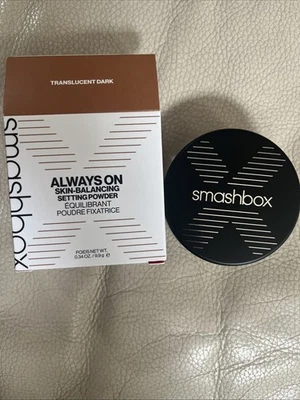 TRANSLUCENT DARK
smashbox
ALWAYS ON
SKIN-BALANCING
SETTING POWDER
ÉQUILIBRANT
POUDRE FIXATRICE
POIDS NET WT.
0.34 OZ. / 9.9g ℮
smashbox